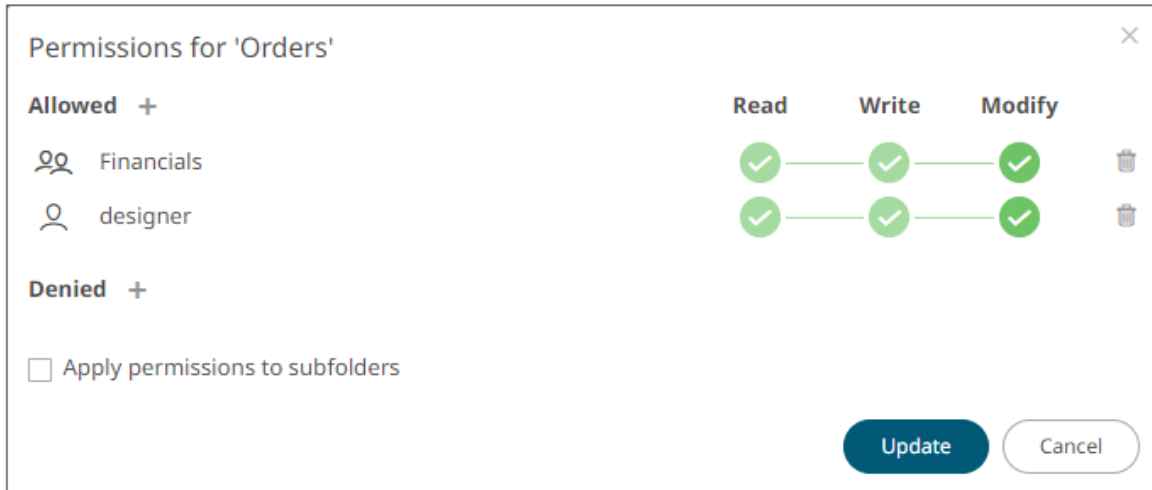 Permissions for 'Orders'
Allowed + Read Write Modify
Financials
designer
Denied +
Apply permissions to subfolders
Update Cancel